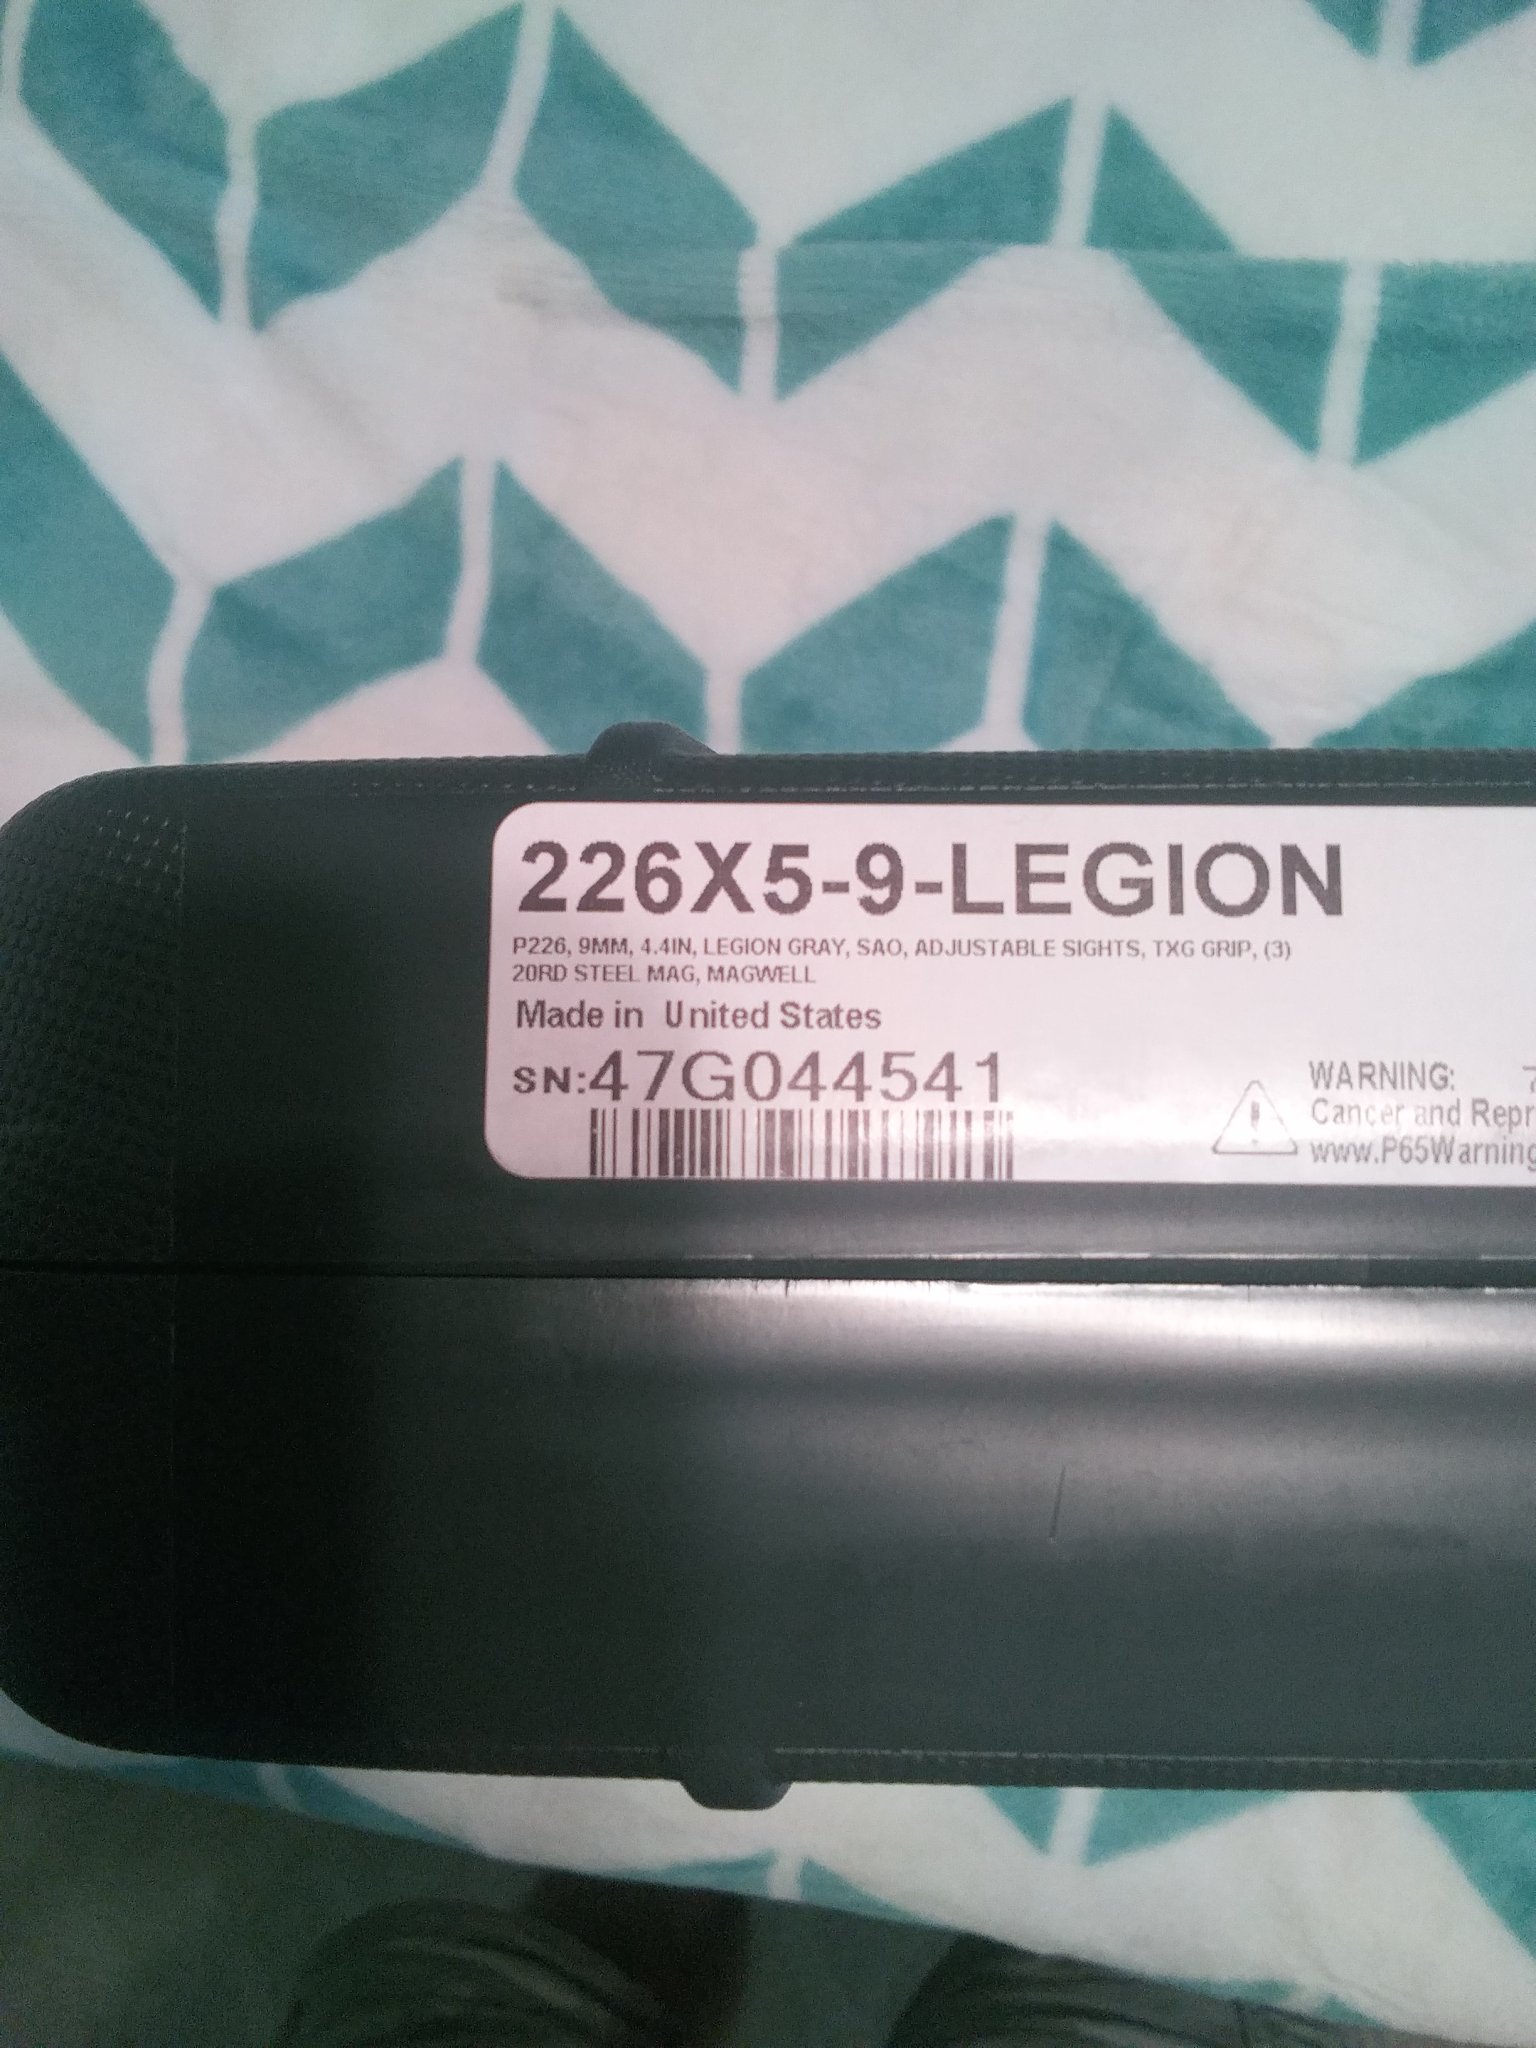 226X5-9-LEGION
P226, 9MM, 4.4IN, LEGION GRAY, SAO, ADJUSTABLE SIGHTS, TXG GRIP, (3)
20RD STEEL MAG, MAGWELL
Made in United States
SN:47G044541
WARNING:
Cancer and